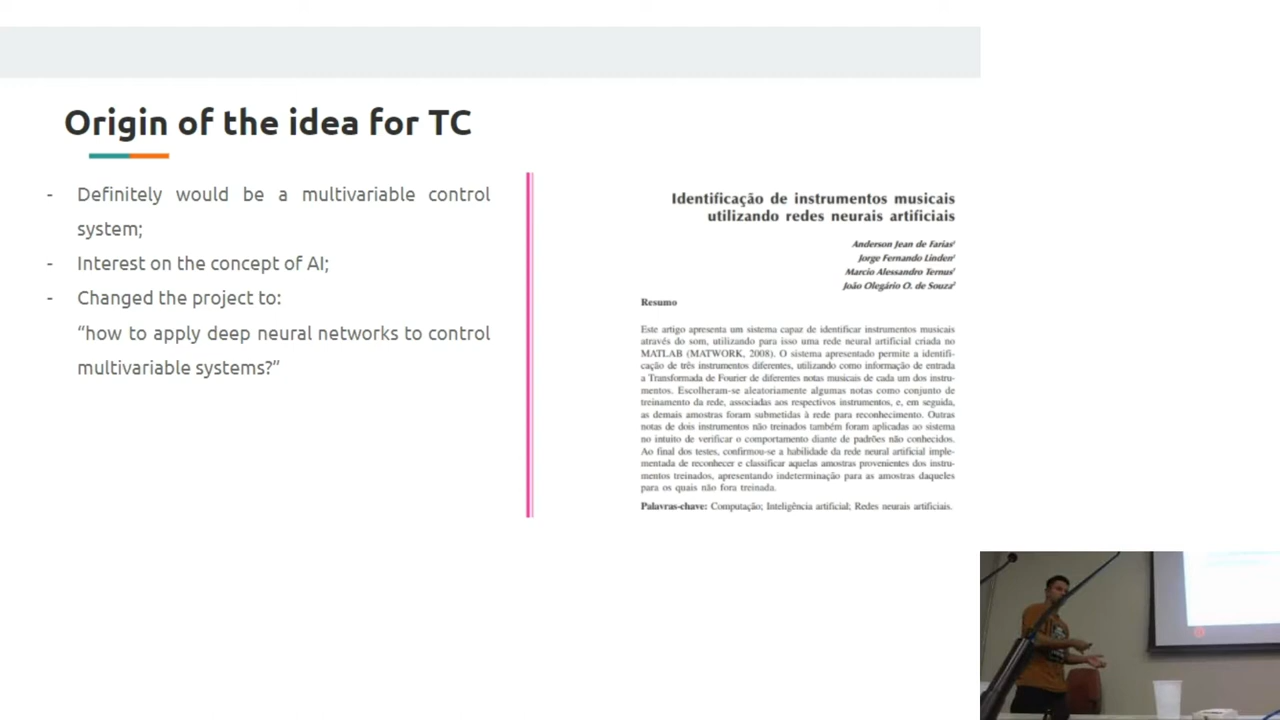 Origin of the idea for TC
- Definitely would be a multivariable control
system;
- Interest on the concept of AI;
- Changed the project to:
“how to apply deep neural networks to control
multivariable systems?”
Identificação de instrumentos musicais
utilizando redes neurais artificiais
Anderson Jean de Farias¹
Jorge Fernando Linden¹
Marcio Alessandro Ternus¹
João Olegário O. de Souza²
Resumo
Este artigo apresenta um sistema capaz de identificar instrumentos musicais
através do som, utilizando para isso uma rede neural artificial criada no
MATLAB (MATWORK, 2008). O sistema apresentado permite a identifi-
cação de três instrumentos diferentes, utilizando como informação de entrada
a Transformada de Fourier de diferentes notas musicais de cada um dos instru-
mentos. Escolheram-se aleatoriamente algumas notas como conjunto de
treinamento da rede, associadas aos respectivos instrumentos, e, em seguida,
as demais amostras foram submetidas à rede para reconhecimento. Outras
notas de dois instrumentos não treinados também foram aplicadas ao sistema
no intuito de verificar o comportamento diante de padrões não conhecidos.
Ao final dos testes, confirmou-se a habilidade da rede neural artificial imple-
mentada de reconhecer e classificar aquelas amostras provenientes dos instru-
mentos treinados, apresentando indeterminação para as amostras daqueles
para os quais não fora treinada.
Palavras-chave: Computação; Inteligência artificial; Redes neurais artificiais.